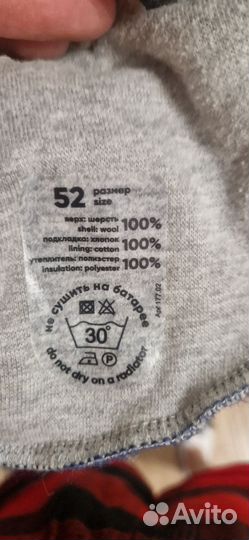 52 размер
size
верх: шерсть
shell: wool 100%
подкладка: хлопок
lining: cotton 100%
утеплитель: полиэстер
insulation: polyester 100%
не сушить на батарее
30°
P
do not dry on a radiator
Avito